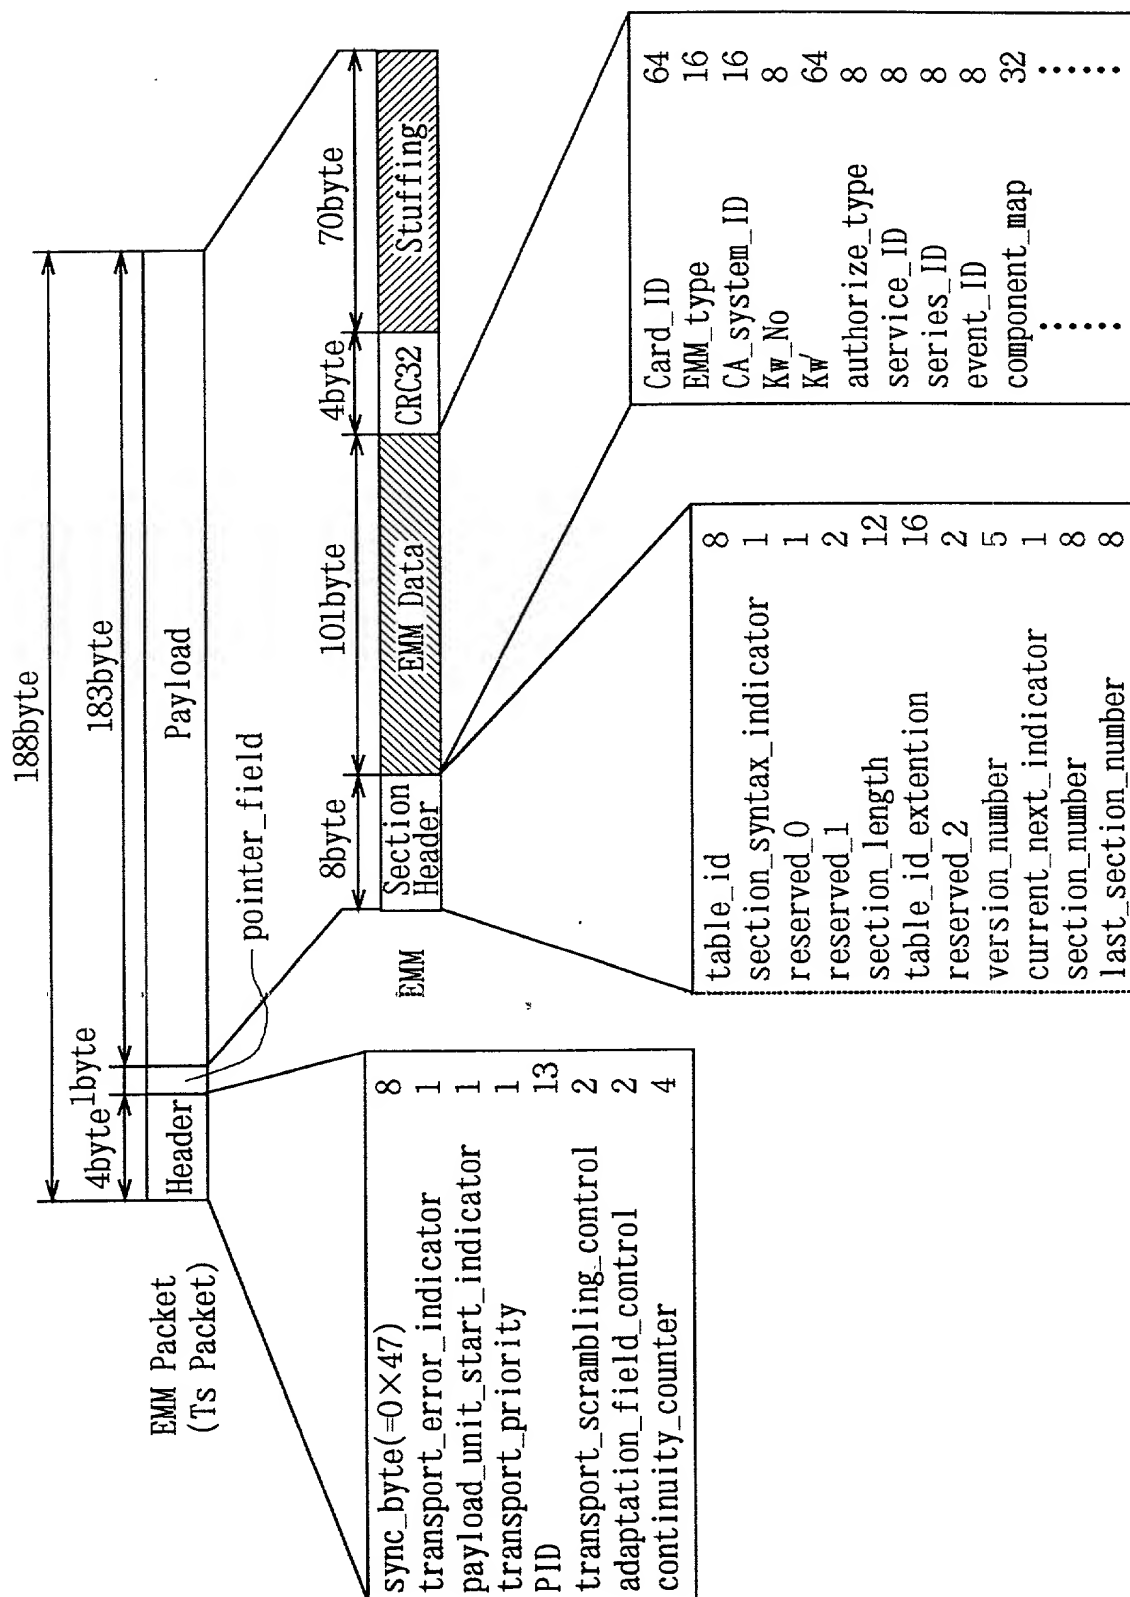 188byte
4byte 1byte 183byte
EMM Packet
(Ts Packet)
Header
Payload
pointer_field
8byte 101byte 4byte 70byte
EMM
Section
Header
EMM Data
CRC32
Stuffing
sync_byte(=0×47) 8
transport_error_indicator 1
payload_unit_start_indicator 1
transport_priority 1
PID 13
transport_scrambling_control 2
adaptation_field_control 2
continuity_counter 4
table_id 8
section_syntax_indicator 1
reserved_0 1
reserved_1 2
section_length 12
table_id_extention 16
reserved_2 2
version_number 5
current_next_indicator 1
section_number 8
last_section_number 8
Card_ID 64
EMM_type 16
CA_system_ID 16
Kw_No 8
Kw 64
authorize_type 8
service_ID 8
series_ID 8
event_ID 8
component_map 32
...... ......